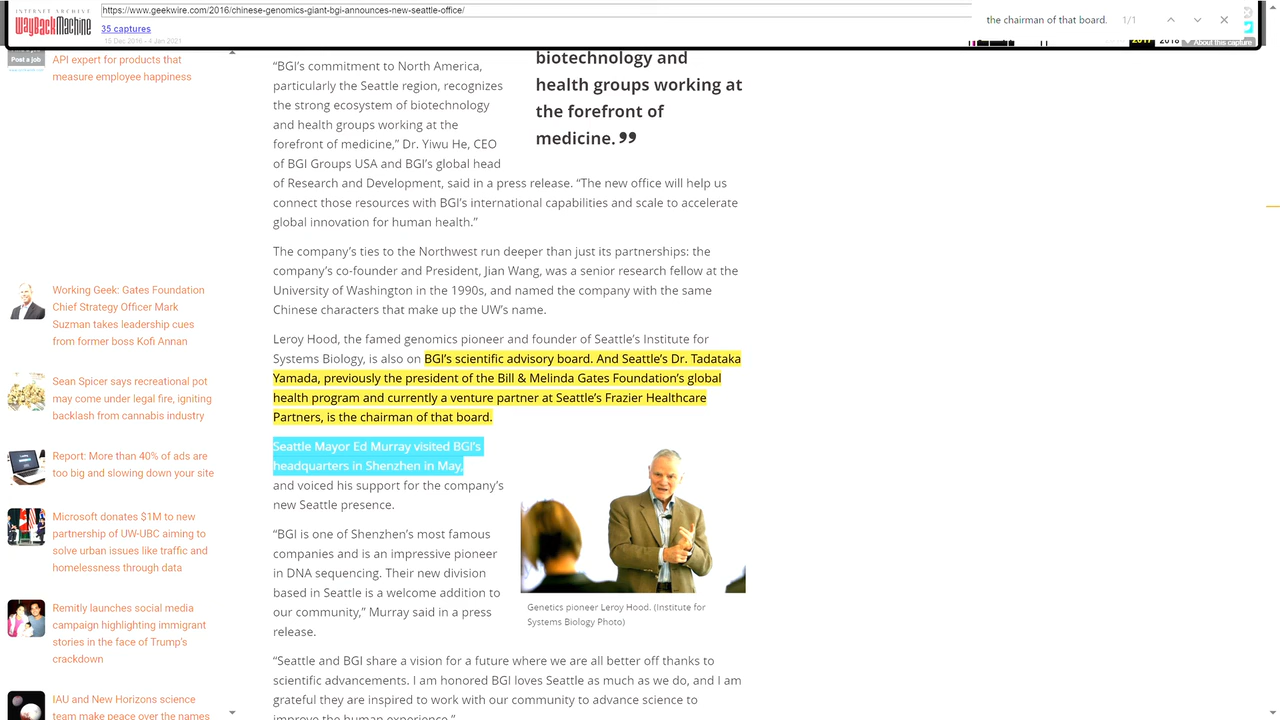 INTERNET ARCHIVE
WayBackMachine
https://www.geekwire.com/2016/chinese-genomics-giant-bgi-announces-new-seattle-office/
35 captures
15 Dec 2016 - 4 Jan 2021
the chairman of that board.
1/1
2017
2018
About this capture
Post a job
API expert for products that
measure employee happiness
Working Geek: Gates Foundation
Chief Strategy Officer Mark
Suzman takes leadership cues
from former boss Kofi Annan
Sean Spicer says recreational pot
may come under legal fire, igniting
backlash from cannabis industry
Report: More than 40% of ads are
too big and slowing down your site
Microsoft donates $1M to new
partnership of UW-UBC aiming to
solve urban issues like traffic and
homelessness through data
Remitly launches social media
campaign highlighting immigrant
stories in the face of Trump's
crackdown
IAU and New Horizons science
team make peace over the names
“BGI’s commitment to North America,
particularly the Seattle region, recognizes
the strong ecosystem of biotechnology
and health groups working at the
forefront of medicine,” Dr. Yiwu He, CEO
of BGI Groups USA and BGI’s global head
of Research and Development, said in a press release. “The new office will help us
connect those resources with BGI’s international capabilities and scale to accelerate
global innovation for human health.”
biotechnology and
health groups working at
the forefront of
medicine.”
The company’s ties to the Northwest run deeper than just its partnerships: the
company’s co-founder and President, Jian Wang, was a senior research fellow at the
University of Washington in the 1990s, and named the company with the same
Chinese characters that make up the UW’s name.
Leroy Hood, the famed genomics pioneer and founder of Seattle’s Institute for
Systems Biology, is also on BGI’s scientific advisory board. And Seattle’s Dr. Tadataka
Yamada, previously the president of the Bill & Melinda Gates Foundation’s global
health program and currently a venture partner at Seattle’s Frazier Healthcare
Partners, is the chairman of that board.
Seattle Mayor Ed Murray visited BGI’s
headquarters in Shenzhen in May,
and voiced his support for the company’s
new Seattle presence.
“BGI is one of Shenzhen’s most famous
companies and is an impressive pioneer
in DNA sequencing. Their new division
based in Seattle is a welcome addition to
our community,” Murray said in a press
release.
Genetics pioneer Leroy Hood. (Institute for
Systems Biology Photo)
“Seattle and BGI share a vision for a future where we are all better off thanks to
scientific advancements. I am honored BGI loves Seattle as much as we do, and I am
grateful they are inspired to work with our community to advance science to
improve the human experience.”